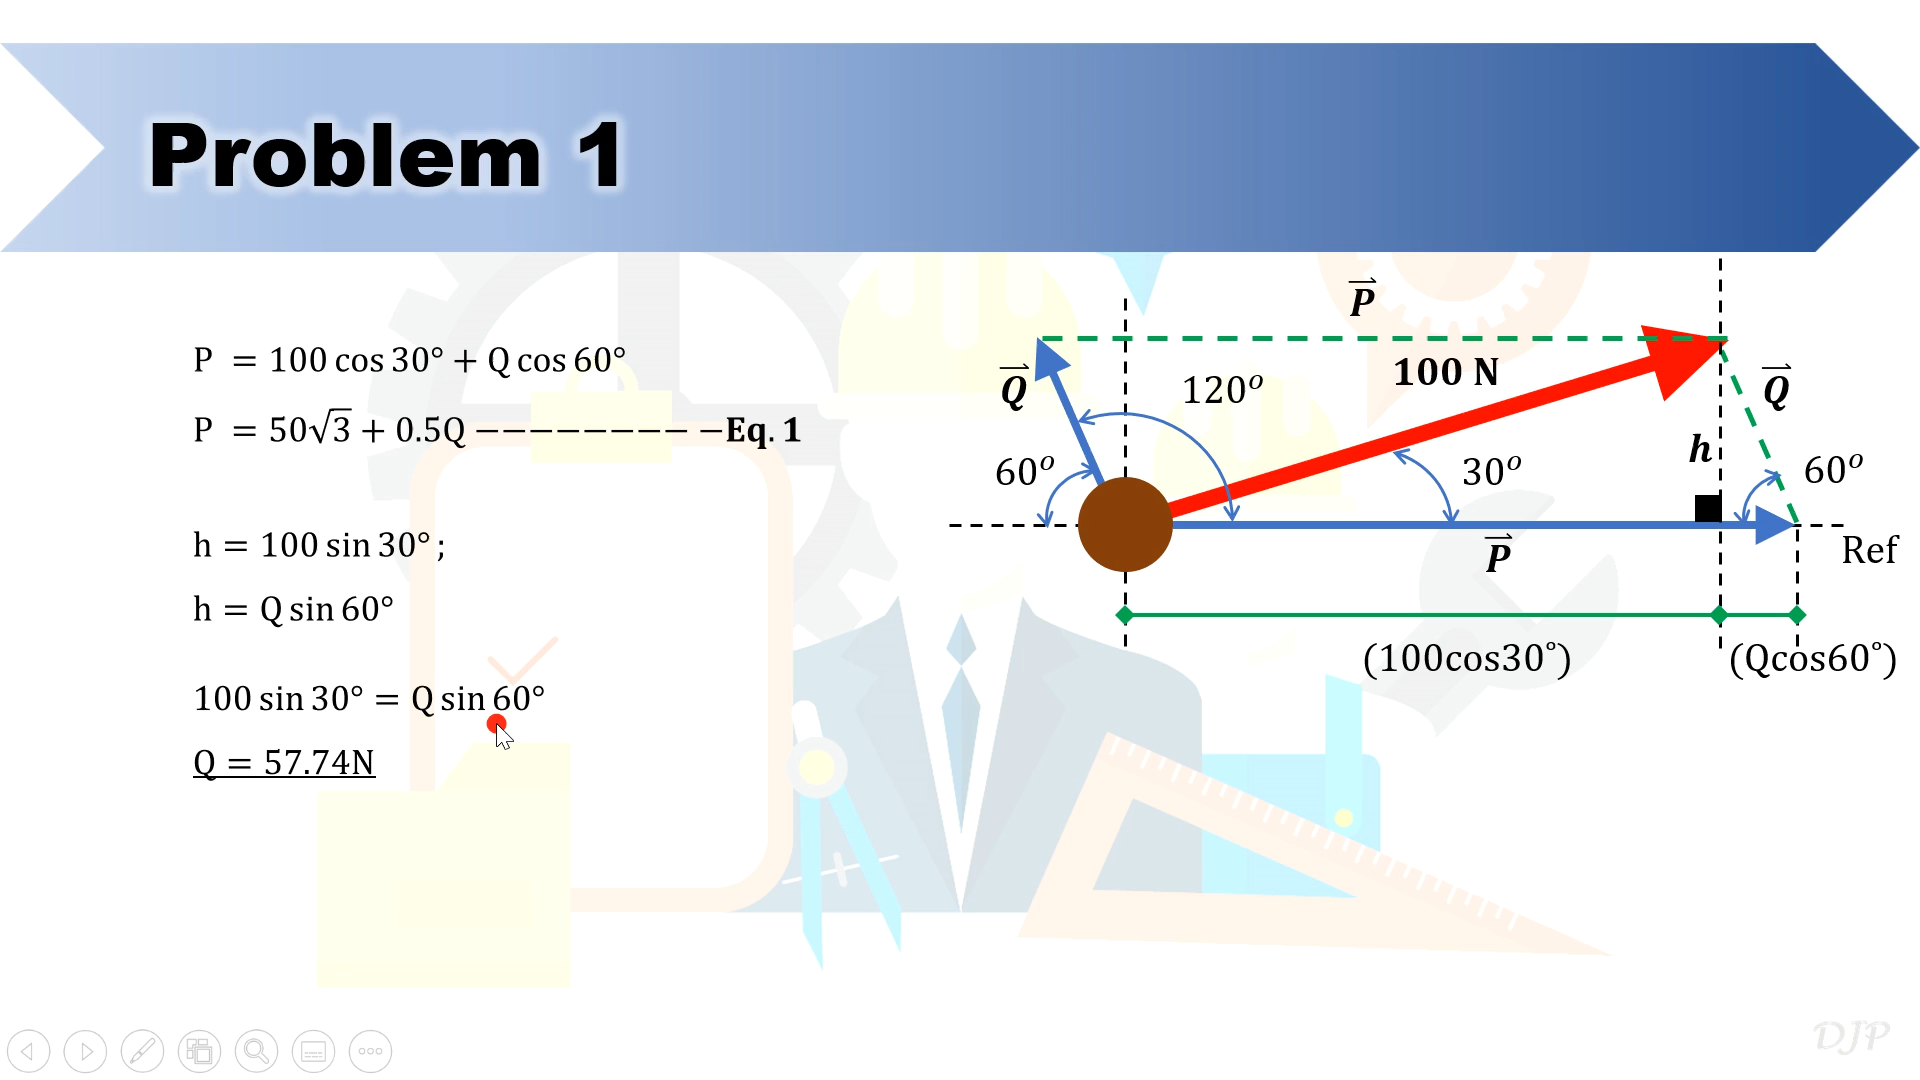 Problem 1
P = 100 cos 30° + Q cos 60°
P = 50√3 + 0.5Q − − − − − − − − −Eq. 1
h = 100 sin 30° ;
h = Q sin 60°
100 sin 30° = Q sin 60°
Q = 57.74N
P⃗
Q⃗
120°
100 N
Q⃗
60°
30°
h
60°
P⃗
Ref
(100cos30°)
(Qcos60°)
DJP